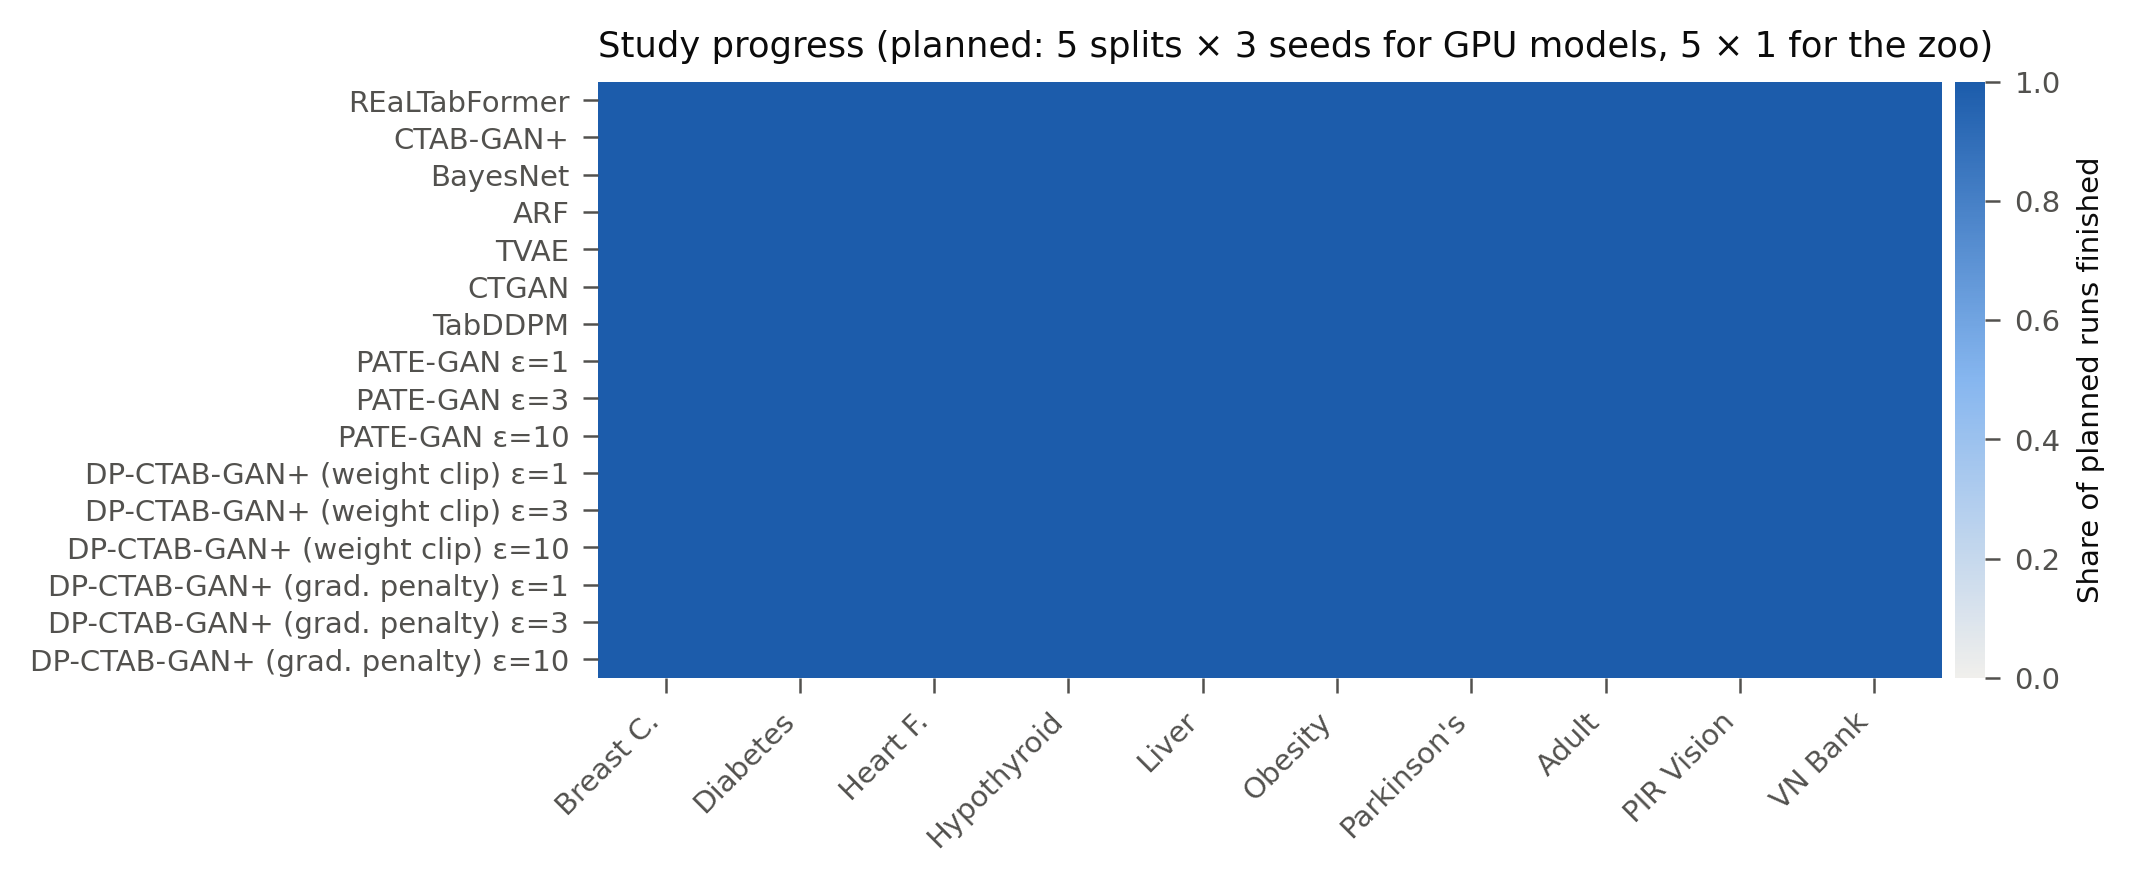 Study progress (planned: 5 splits × 3 seeds for GPU models, 5 × 1 for the zoo)
REaLTabFormer
CTAB-GAN+
BayesNet
ARF
TVAE
CTGAN
TabDDPM
PATE-GAN ε=1
PATE-GAN ε=3
PATE-GAN ε=10
DP-CTAB-GAN+ (weight clip) ε=1
DP-CTAB-GAN+ (weight clip) ε=3
DP-CTAB-GAN+ (weight clip) ε=10
DP-CTAB-GAN+ (grad. penalty) ε=1
DP-CTAB-GAN+ (grad. penalty) ε=3
DP-CTAB-GAN+ (grad. penalty) ε=10
Breast C.
Diabetes
Heart F.
Hypothyroid
Liver
Obesity
Parkinson's
Adult
PIR Vision
VN Bank
1.0
0.8
0.6
0.4
0.2
0.0
Share of planned runs finished